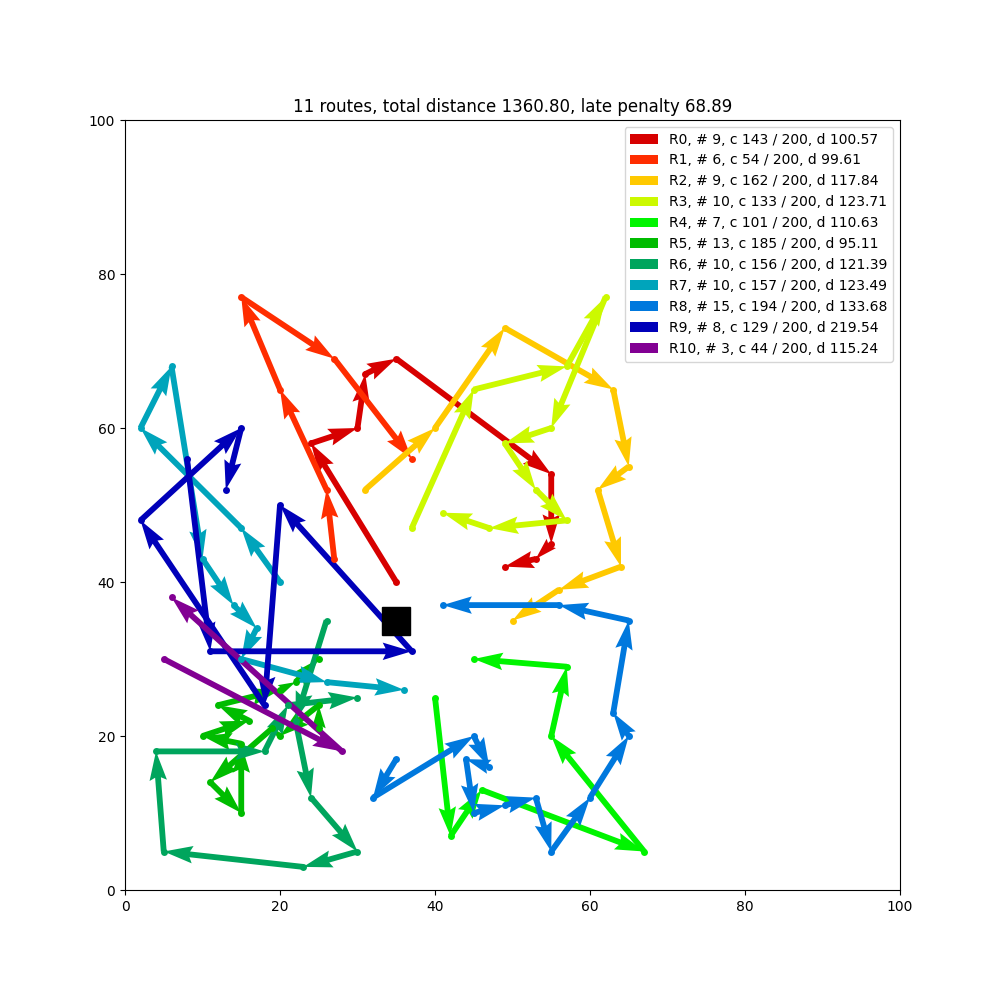 11 routes, total distance 1360.80, late penalty 68.89
R0, # 9, c 143 / 200, d 100.57
R1, # 6, c 54 / 200, d 99.61
R2, # 9, c 162 / 200, d 117.84
R3, # 10, c 133 / 200, d 123.71
R4, # 7, c 101 / 200, d 110.63
R5, # 13, c 185 / 200, d 95.11
R6, # 10, c 156 / 200, d 121.39
R7, # 10, c 157 / 200, d 123.49
R8, # 15, c 194 / 200, d 133.68
R9, # 8, c 129 / 200, d 219.54
R10, # 3, c 44 / 200, d 115.24
100
80
60
40
20
0
0 20 40 60 80 100